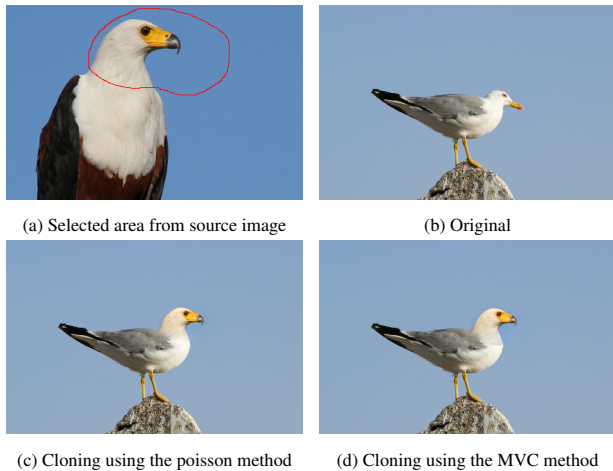 (a) Selected area from source image
(b) Original
(c) Cloning using the poisson method
(d) Cloning using the MVC method